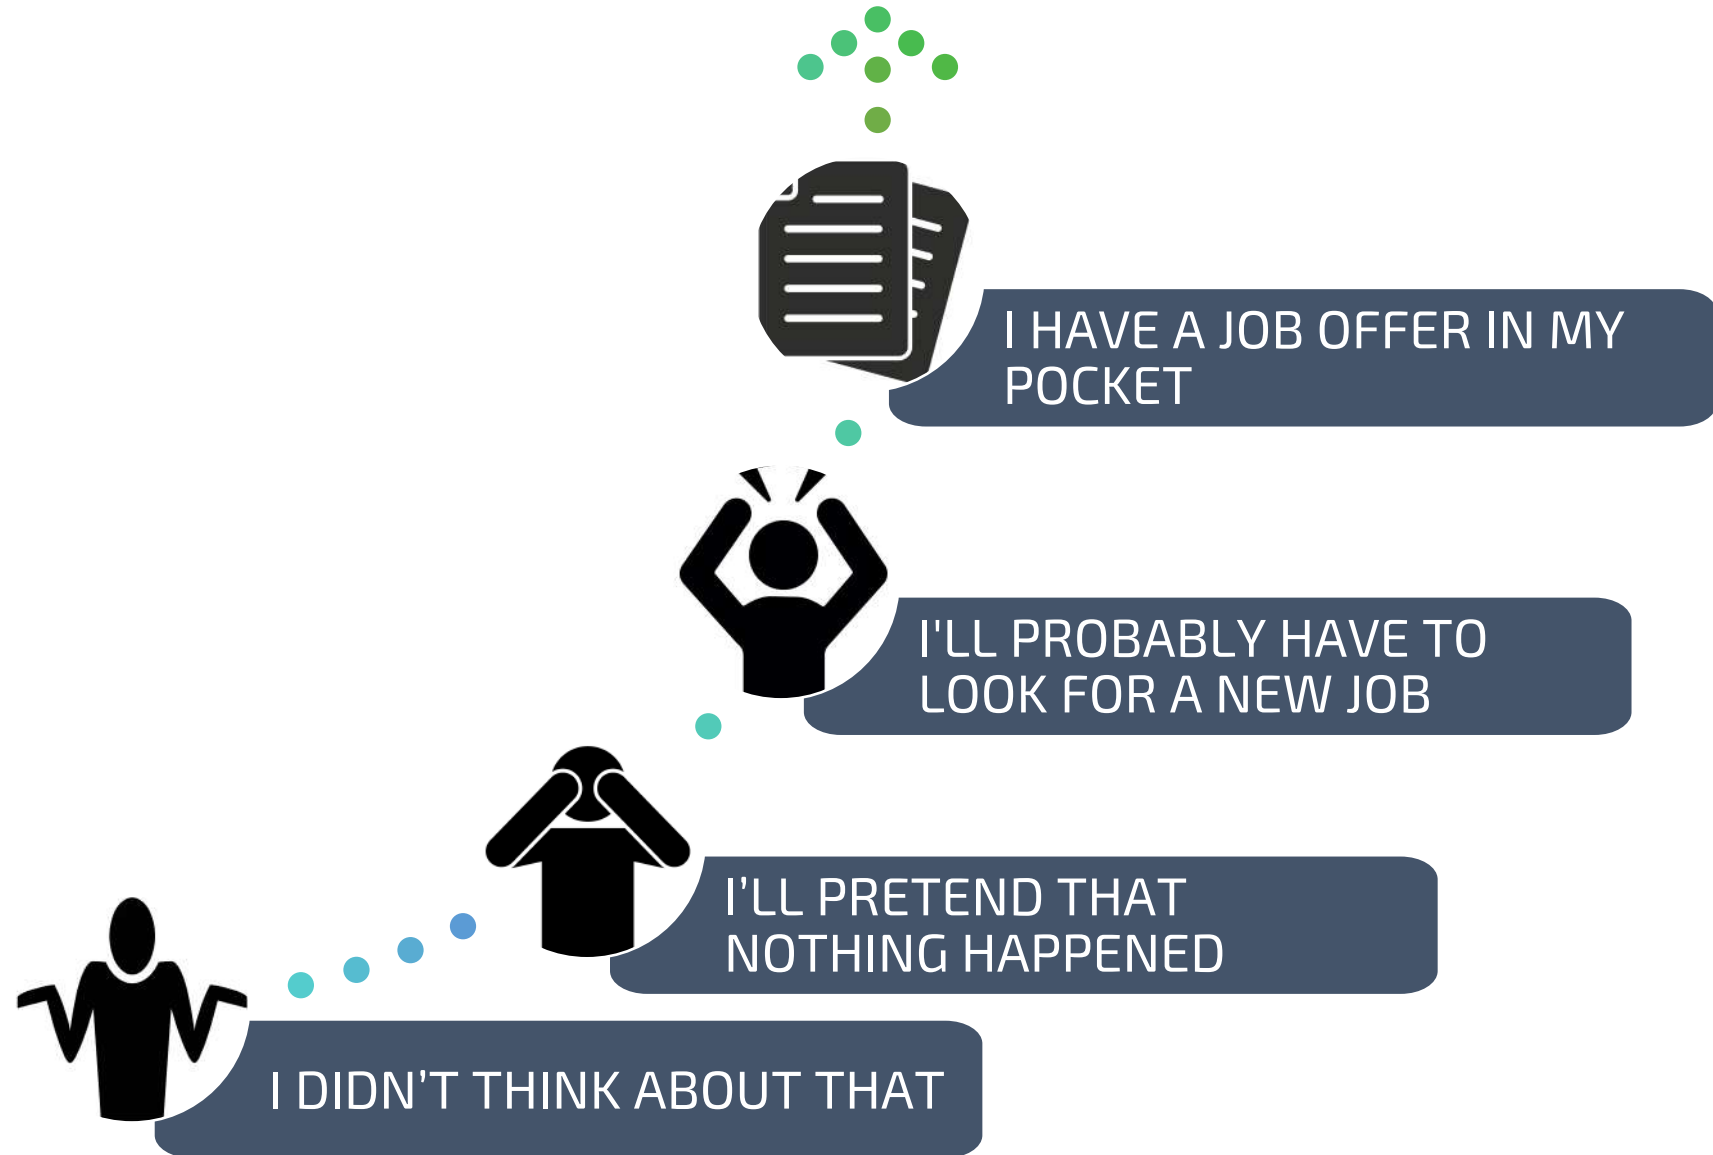 I HAVE A JOB OFFER IN MY
POCKET
I'LL PROBABLY HAVE TO
LOOK FOR A NEW JOB
I’LL PRETEND THAT
NOTHING HAPPENED
I DIDN’T THINK ABOUT THAT